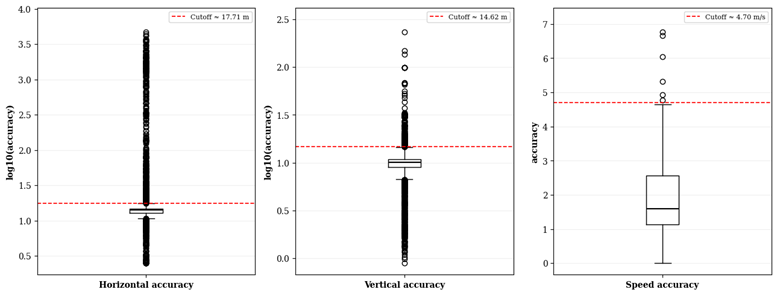 4.0
3.5
3.0
2.5
2.0
1.5
1.0
0.5
log10(accuracy)
Cutoff ≈ 17.71 m
Horizontal accuracy
2.5
2.0
1.5
1.0
0.5
0.0
log10(accuracy)
Cutoff ≈ 14.62 m
Vertical accuracy
7
6
5
4
3
2
1
0
accuracy
Cutoff ≈ 4.70 m/s
Speed accuracy